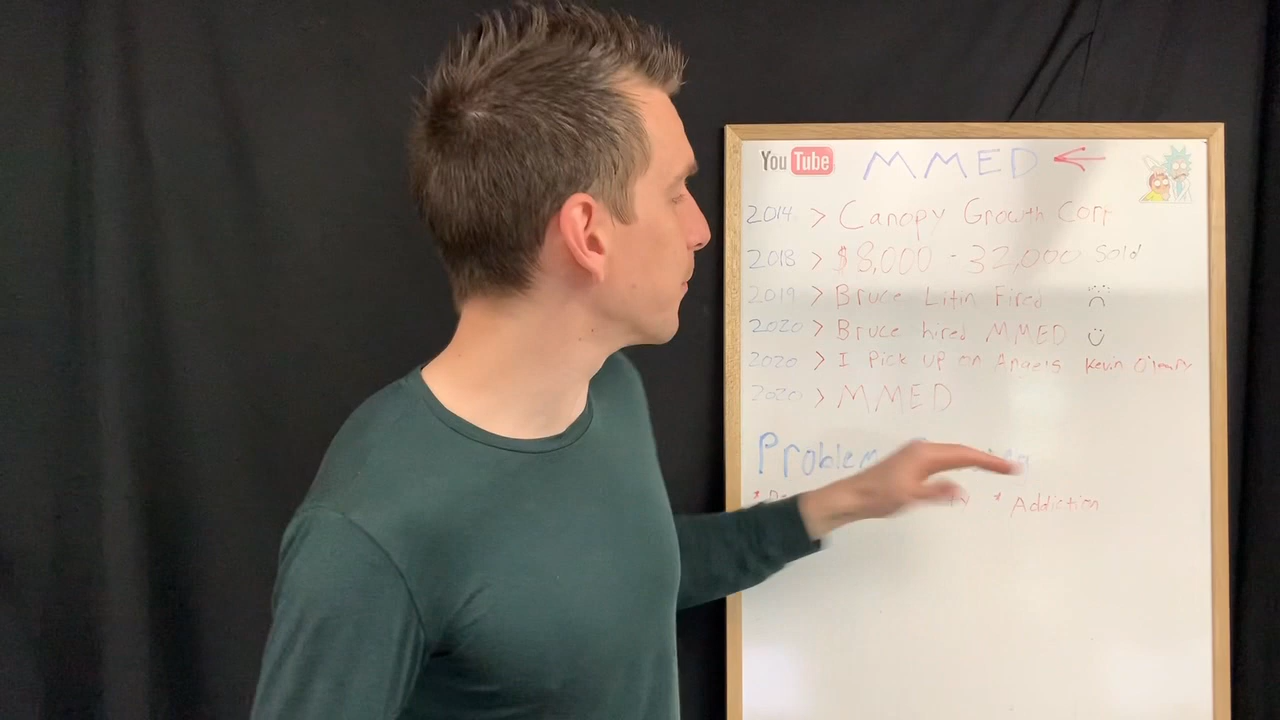 YouTube MMED
2014 > Canopy Growth Corp
2018 > $8,000 - 32,000 Sold
2019 > Bruce Litin Fired
2020 > Bruce hired MMED
2020 > I Pick up on Angels Kevin O'leary
2020 > MMED
Problem
* Addiction